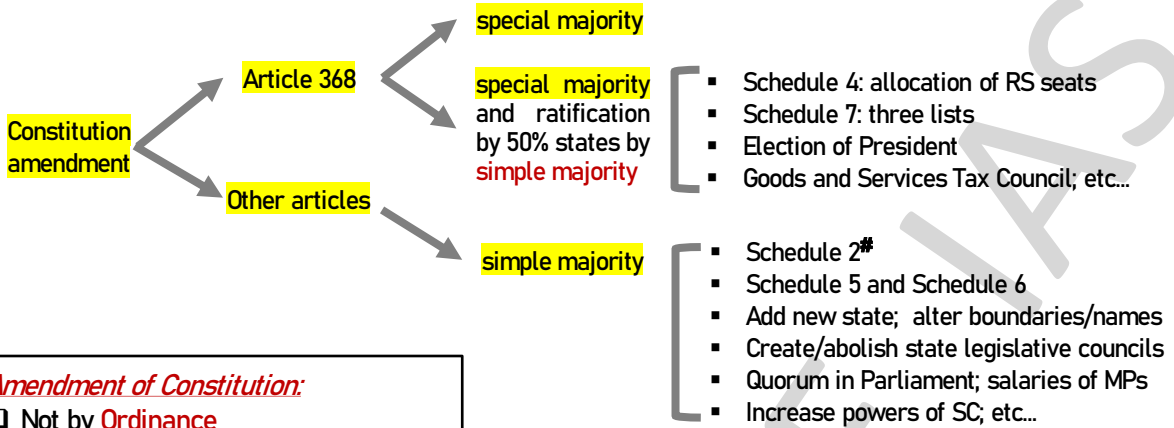 special majority
Article 368
special majority
and ratification
by 50% states by
simple majority
▪ Schedule 4: allocation of RS seats
▪ Schedule 7: three lists
▪ Election of President
▪ Goods and Services Tax Council; etc...
Constitution
amendment
Other articles
simple majority
▪ Schedule 2#
▪ Schedule 5 and Schedule 6
▪ Add new state; alter boundaries/names
▪ Create/abolish state legislative councils
▪ Quorum in Parliament; salaries of MPs
▪ Increase powers of SC; etc...
Amendment of Constitution:
Not by Ordinance
IAS